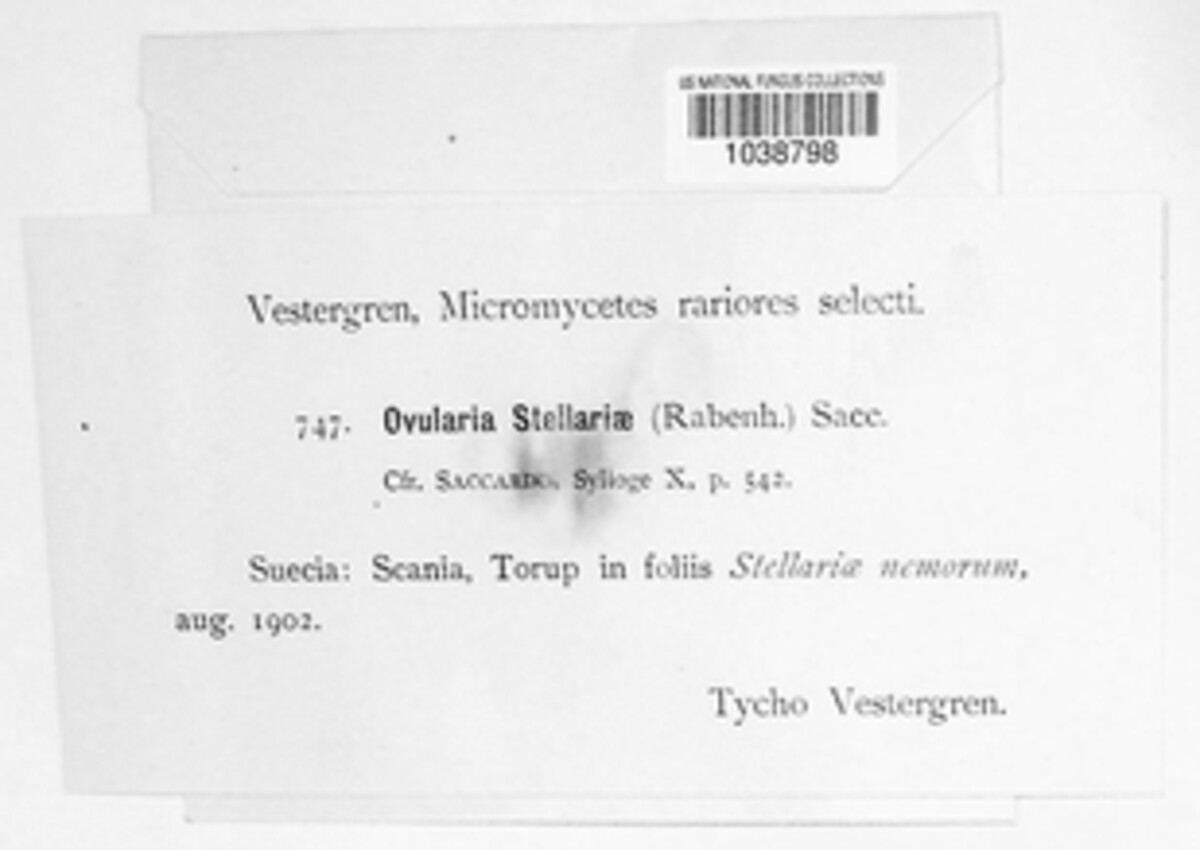 US NATIONAL FUNGUS COLLECTIONS
1038798
Vestergren, Micromycetes rariores selecti.
747. Ovularia Stellariæ (Rabenh.) Sacc.
Cfr. SACCARDO, Sylloge X, p. 542.
Suecia: Scania, Torup in foliis Stellariæ nemorum,
aug. 1902.
Tycho Vestergren.